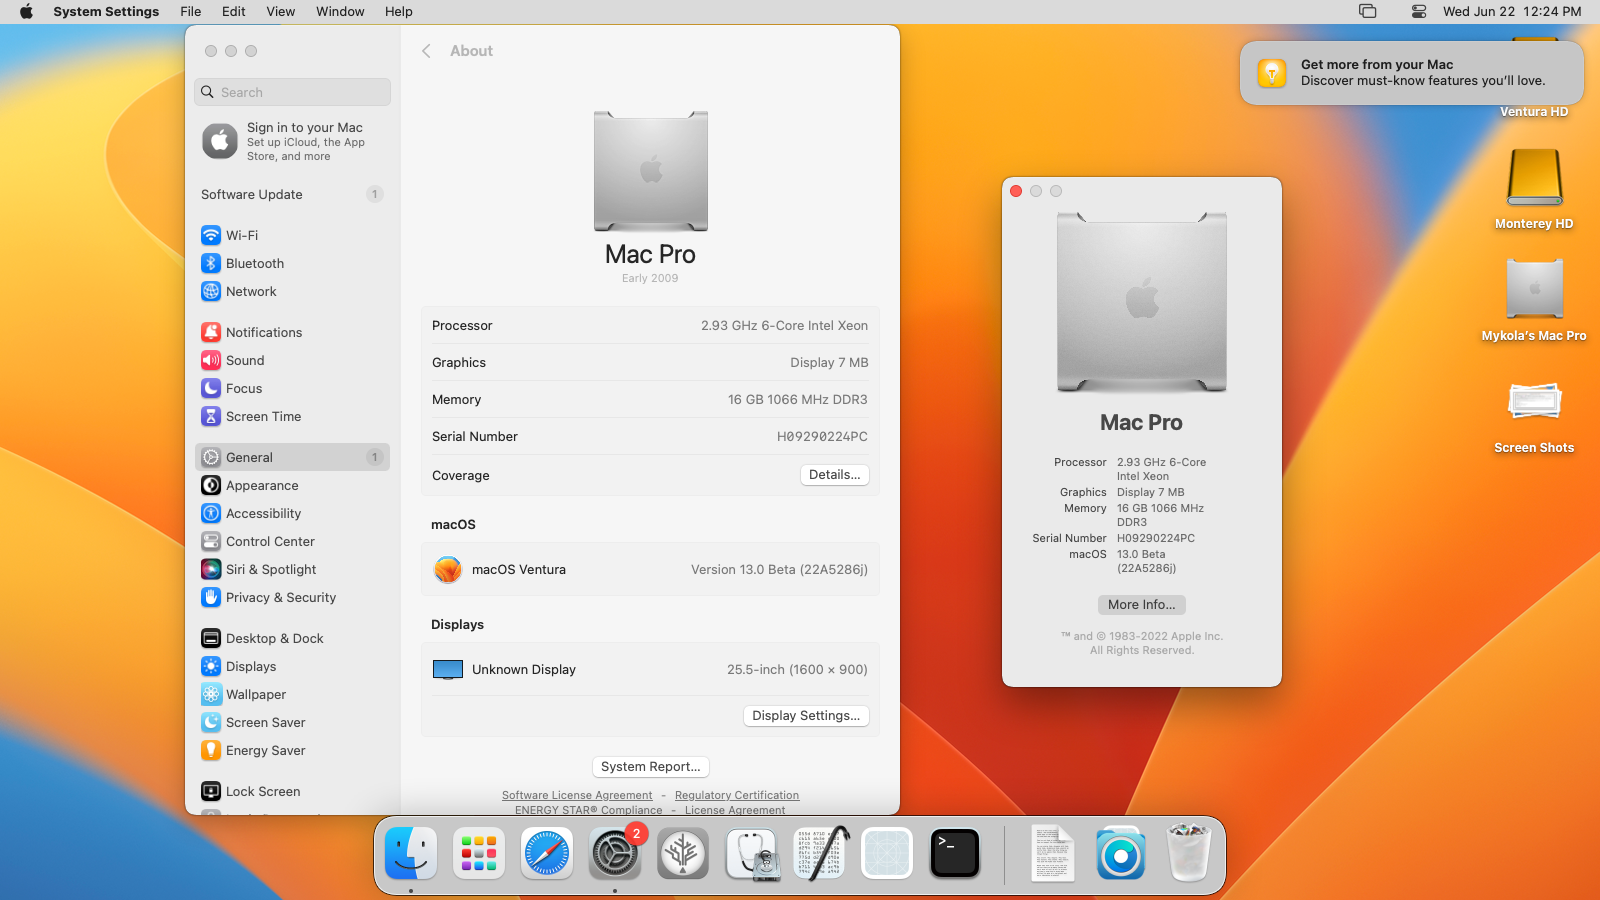 System Settings File Edit View Window Help Wed Jun 22 12:24 PM
Search
Sign in to your Mac
Set up iCloud, the App
Store, and more
Software Update 1
Wi-Fi
Bluetooth
Network
Notifications
Sound
Focus
Screen Time
General 1
Appearance
Accessibility
Control Center
Siri & Spotlight
Privacy & Security
Desktop & Dock
Displays
Wallpaper
Screen Saver
Energy Saver
Lock Screen
About
Mac Pro
Early 2009
Processor 2.93 GHz 6-Core Intel Xeon
Graphics Display 7 MB
Memory 16 GB 1066 MHz DDR3
Serial Number H09290224PC
Coverage Details...
macOS
macOS Ventura Version 13.0 Beta (22A5286j)
Displays
Unknown Display 25.5-inch (1600 × 900)
Display Settings...
System Report...
Software License Agreement - Regulatory Certification
ENERGY STAR® Compliance - License Agreement
Mac Pro
Processor 2.93 GHz 6-Core
Intel Xeon
Graphics Display 7 MB
Memory 16 GB 1066 MHz
DDR3
Serial Number H09290224PC
macOS 13.0 Beta
(22A5286j)
More Info...
™ and © 1983-2022 Apple Inc.
All Rights Reserved.
Get more from your Mac
Discover must-know features you'll love.
Ventura HD
Monterey HD
Mykola's Mac Pro
Screen Shots
2
>_